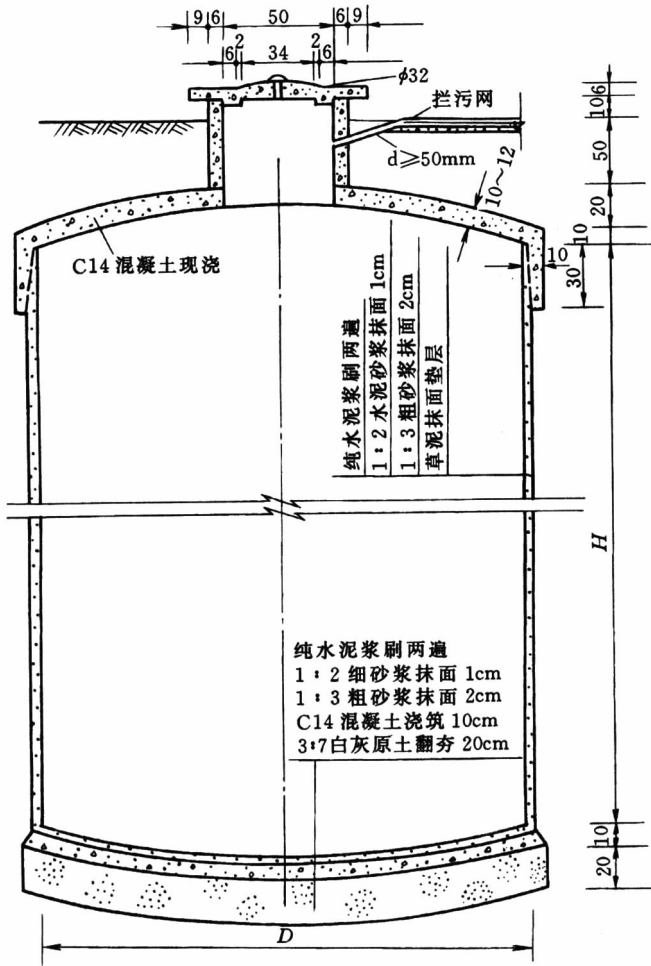 9 6 50 6 9
6 2 34 2 6
φ32
拦污网
d≥50mm
10~12
C14 混凝土现浇
10
6
10
50
20
10
30
纯水泥浆刷两遍
1:2 水泥砂浆抹面 1cm
1:3 粗砂浆抹面 2cm
草泥抹面垫层
H
纯水泥浆刷两遍
1:2 细砂浆抹面 1cm
1:3 粗砂浆抹面 2cm
C14 混凝土浇筑 10cm
3:7白灰原土翻夯 20cm
10
20
D